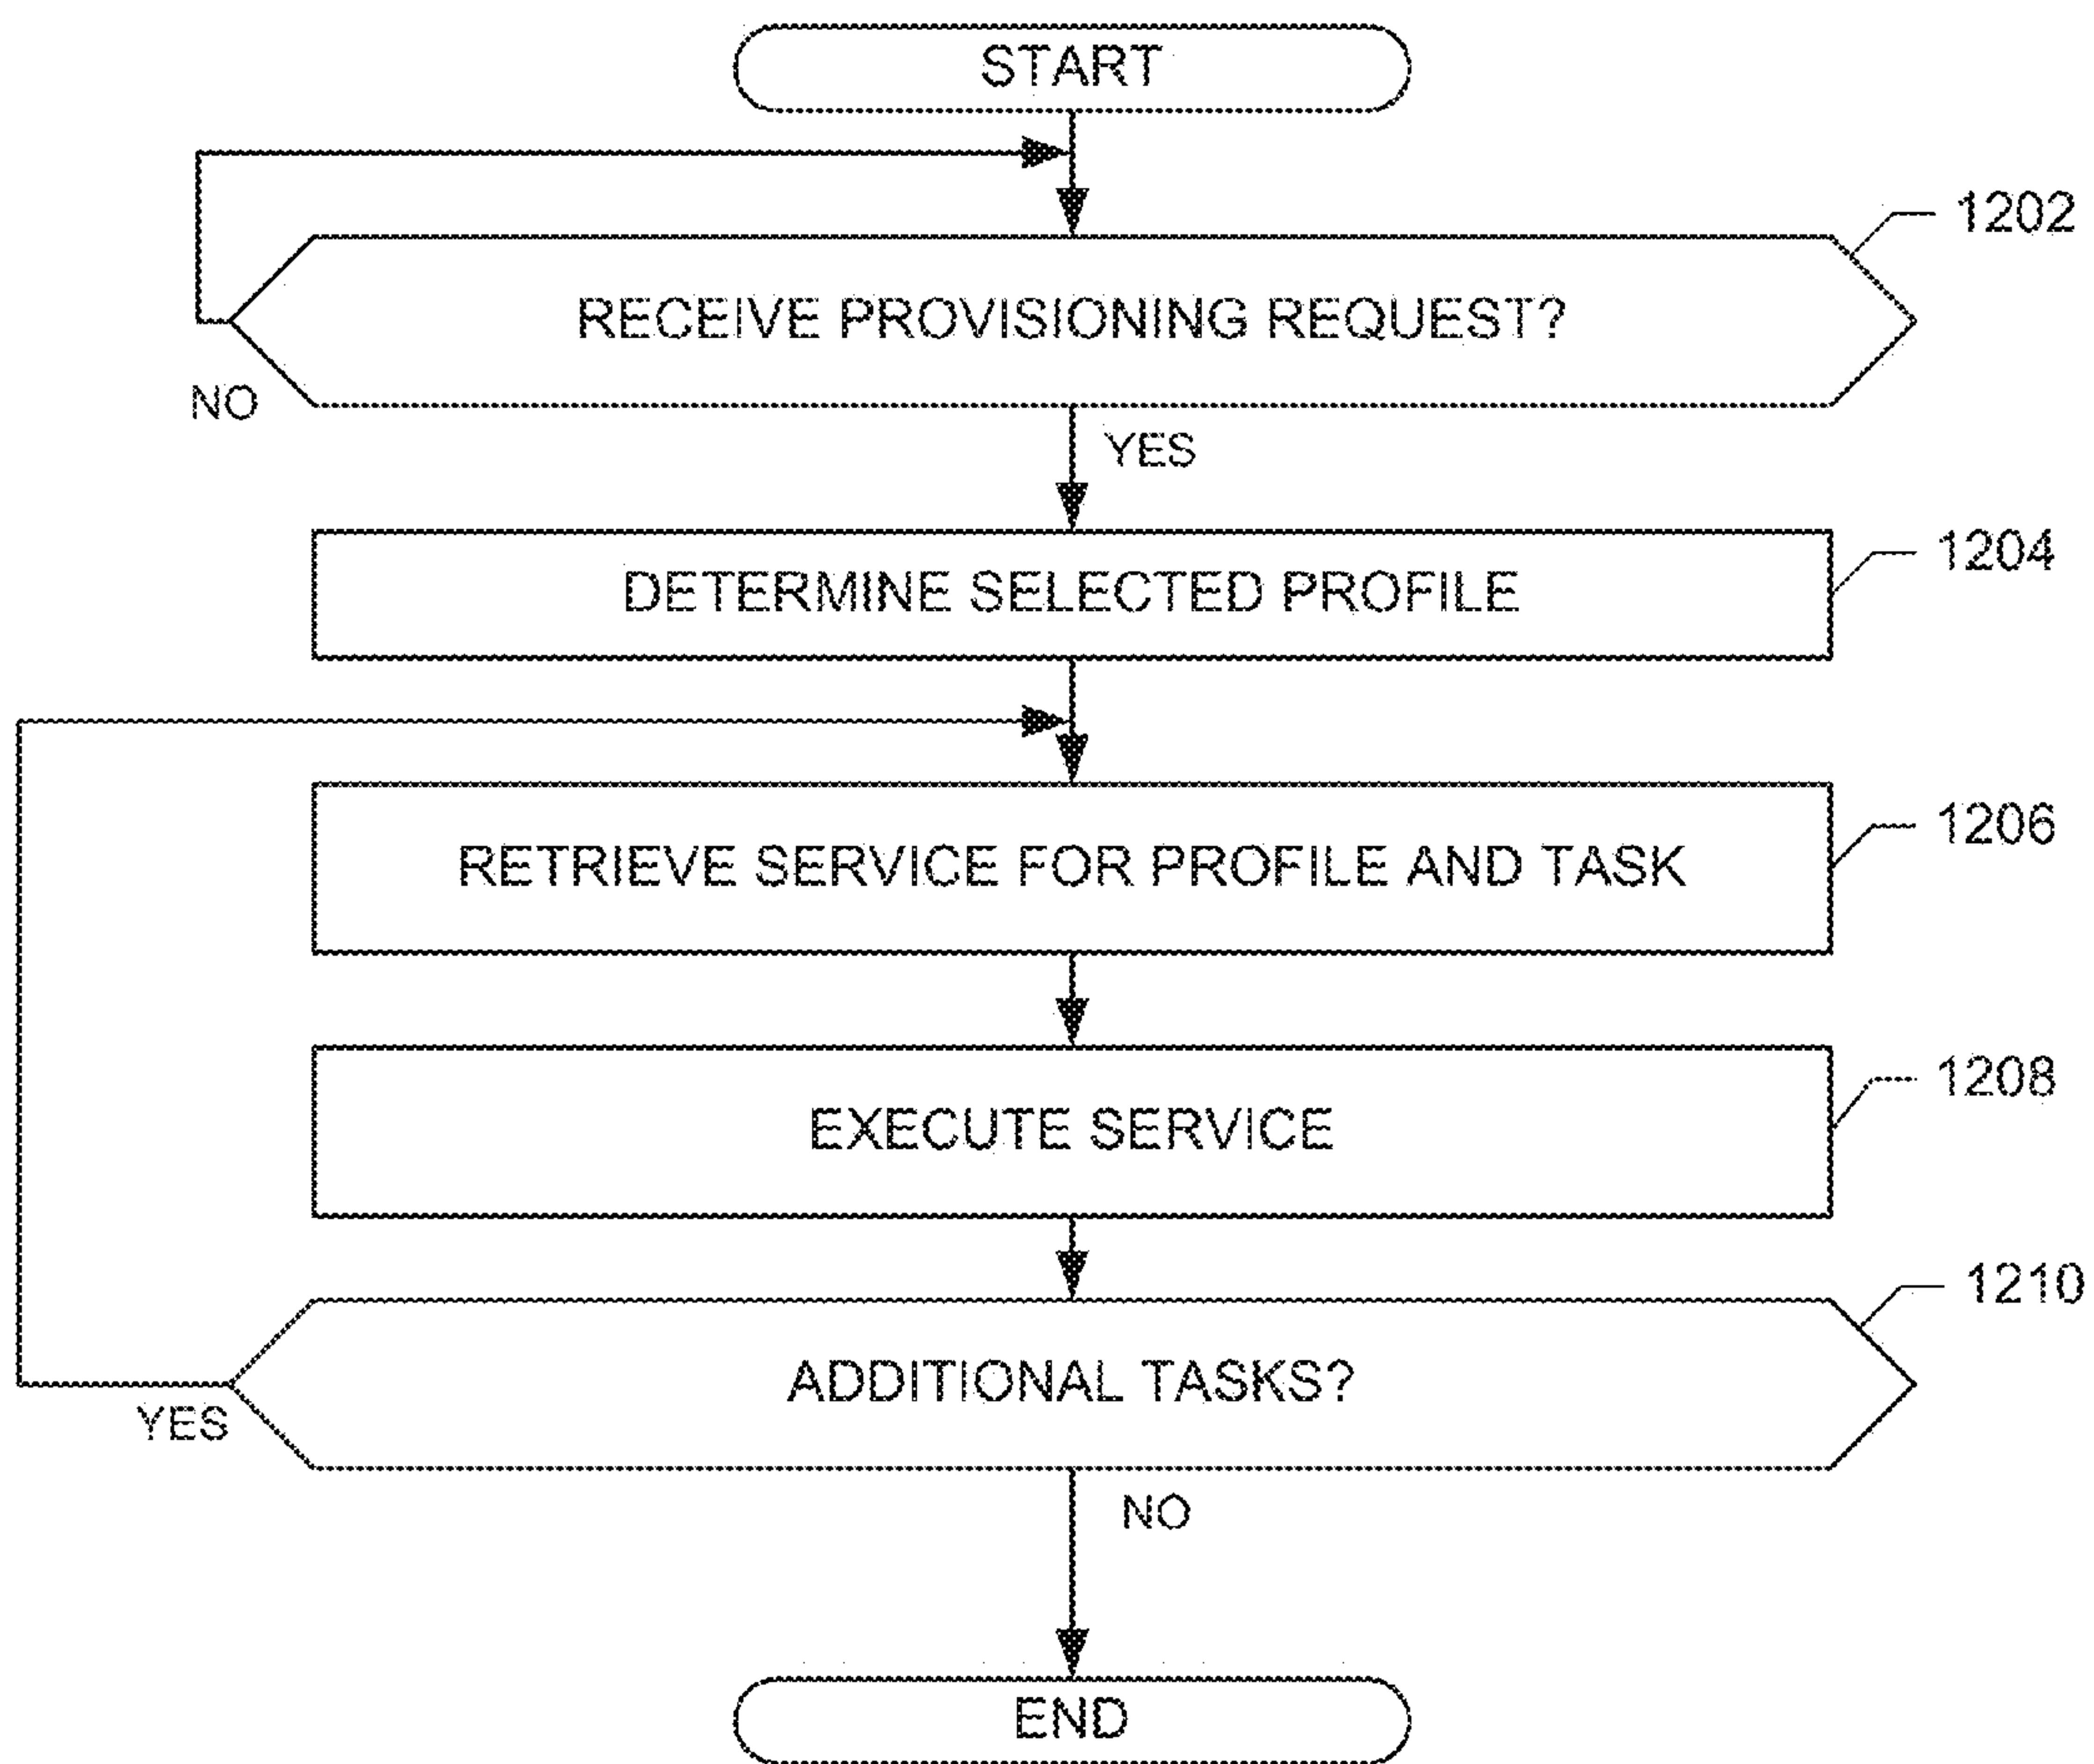 START
1202
RECEIVE PROVISIONING REQUEST?
NO
YES
1204
DETERMINE SELECTED PROFILE
1206
RETRIEVE SERVICE FOR PROFILE AND TASK
1208
EXECUTE SERVICE
1210
ADDITIONAL TASKS?
YES
NO
END